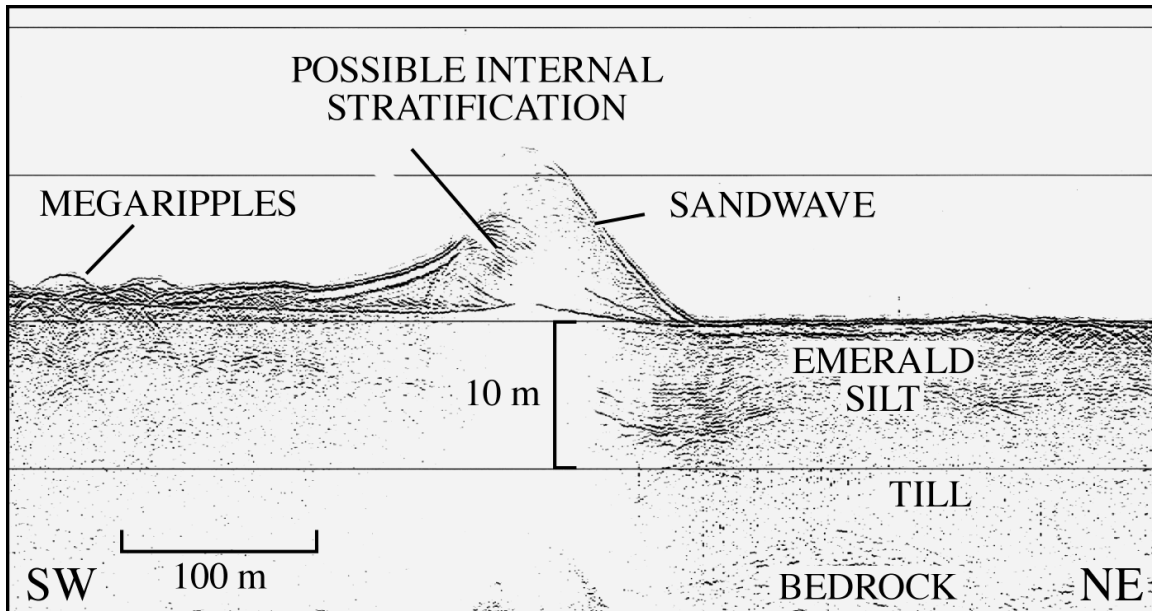 POSSIBLE INTERNAL
STRATIFICATION
MEGARIPPLES
SANDWAVE
10 m
EMERALD
SILT
TILL
100 m
SW
BEDROCK
NE